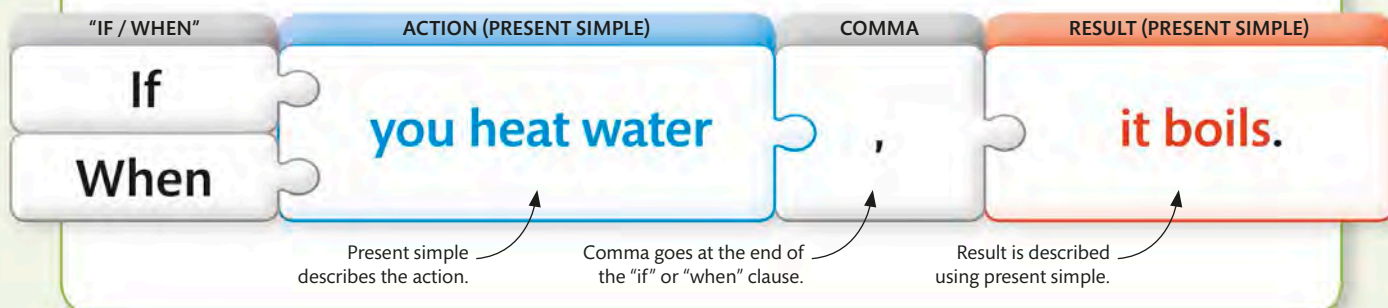 "IF / WHEN"
ACTION (PRESENT SIMPLE)
COMMA
RESULT (PRESENT SIMPLE)
If
When
you heat water
,
it boils.
Present simple
describes the action.
Comma goes at the end of
the "if" or "when" clause.
Result is described
using present simple.